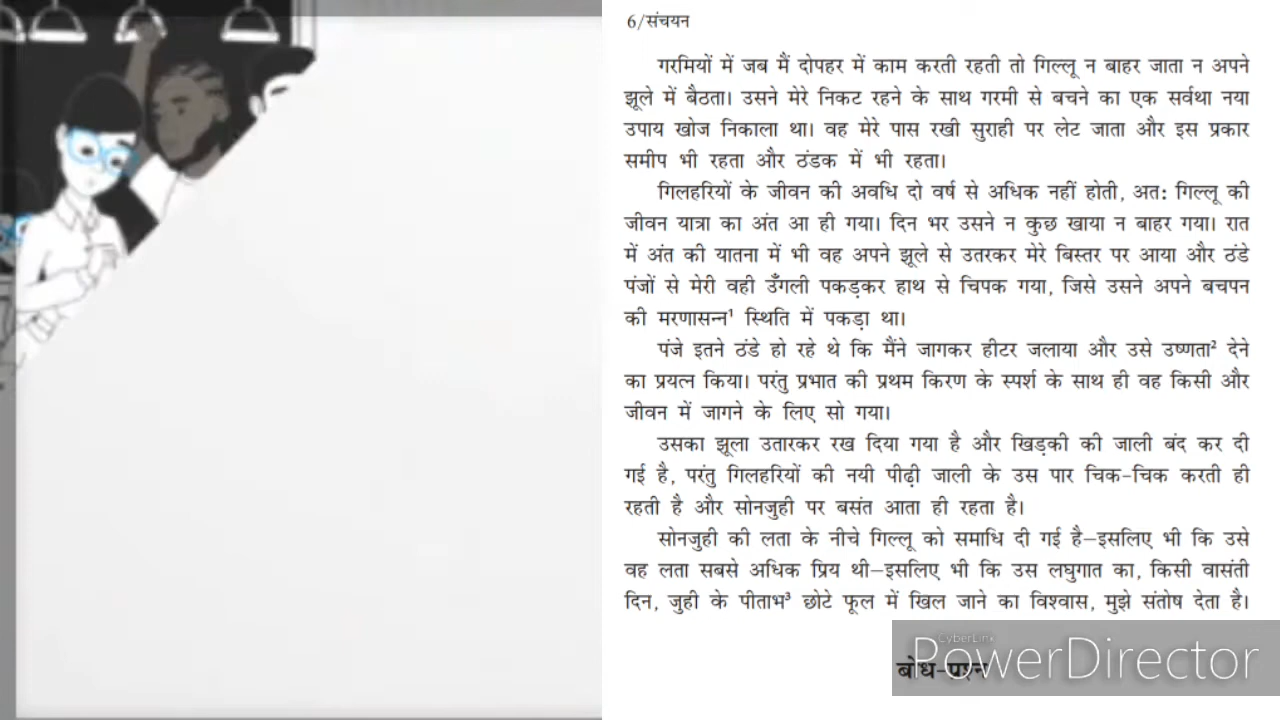 6/संचयन
गरमियों में जब मैं दोपहर में काम करती रहती तो गिल्लू न बाहर जाता न अपने
झूले में बैठता। उसने मेरे निकट रहने के साथ गरमी से बचने का एक सर्वथा नया
उपाय खोज निकाला था। वह मेरे पास रखी सुराही पर लेट जाता और इस प्रकार
समीप भी रहता और ठंडक में भी रहता।
गिलहरियों के जीवन की अवधि दो वर्ष से अधिक नहीं होती, अतः गिल्लू की
जीवन यात्रा का अंत आ ही गया। दिन भर उसने न कुछ खाया न बाहर गया। रात
में अंत की यातना में भी वह अपने झूले से उतरकर मेरे बिस्तर पर आया और ठंडे
पंजों से मेरी वही उँगली पकड़कर हाथ से चिपक गया, जिसे उसने अपने बचपन
की मरणासन्न¹ स्थिति में पकड़ा था।
पंजे इतने ठंडे हो रहे थे कि मैंने जागकर हीटर जलाया और उसे उष्णता² देने
का प्रयत्न किया। परंतु प्रभात की प्रथम किरण के स्पर्श के साथ ही वह किसी और
जीवन में जागने के लिए सो गया।
उसका झूला उतारकर रख दिया गया है और खिड़की की जाली बंद कर दी
गई है, परंतु गिलहरियों की नयी पीढ़ी जाली के उस पार चिक-चिक करती ही
रहती है और सोनजुही पर बसंत आता ही रहता है।
सोनजुही की लता के नीचे गिल्लू को समाधि दी गई है–इसलिए भी कि उसे
वह लता सबसे अधिक प्रिय थी–इसलिए भी कि उस लघुगात का, किसी वासंती
दिन, जुही के पीताभ³ छोटे फूल में खिल जाने का विश्वास, मुझे संतोष देता है।
CyberLink
PowerDirector
बोध-प्रश्न